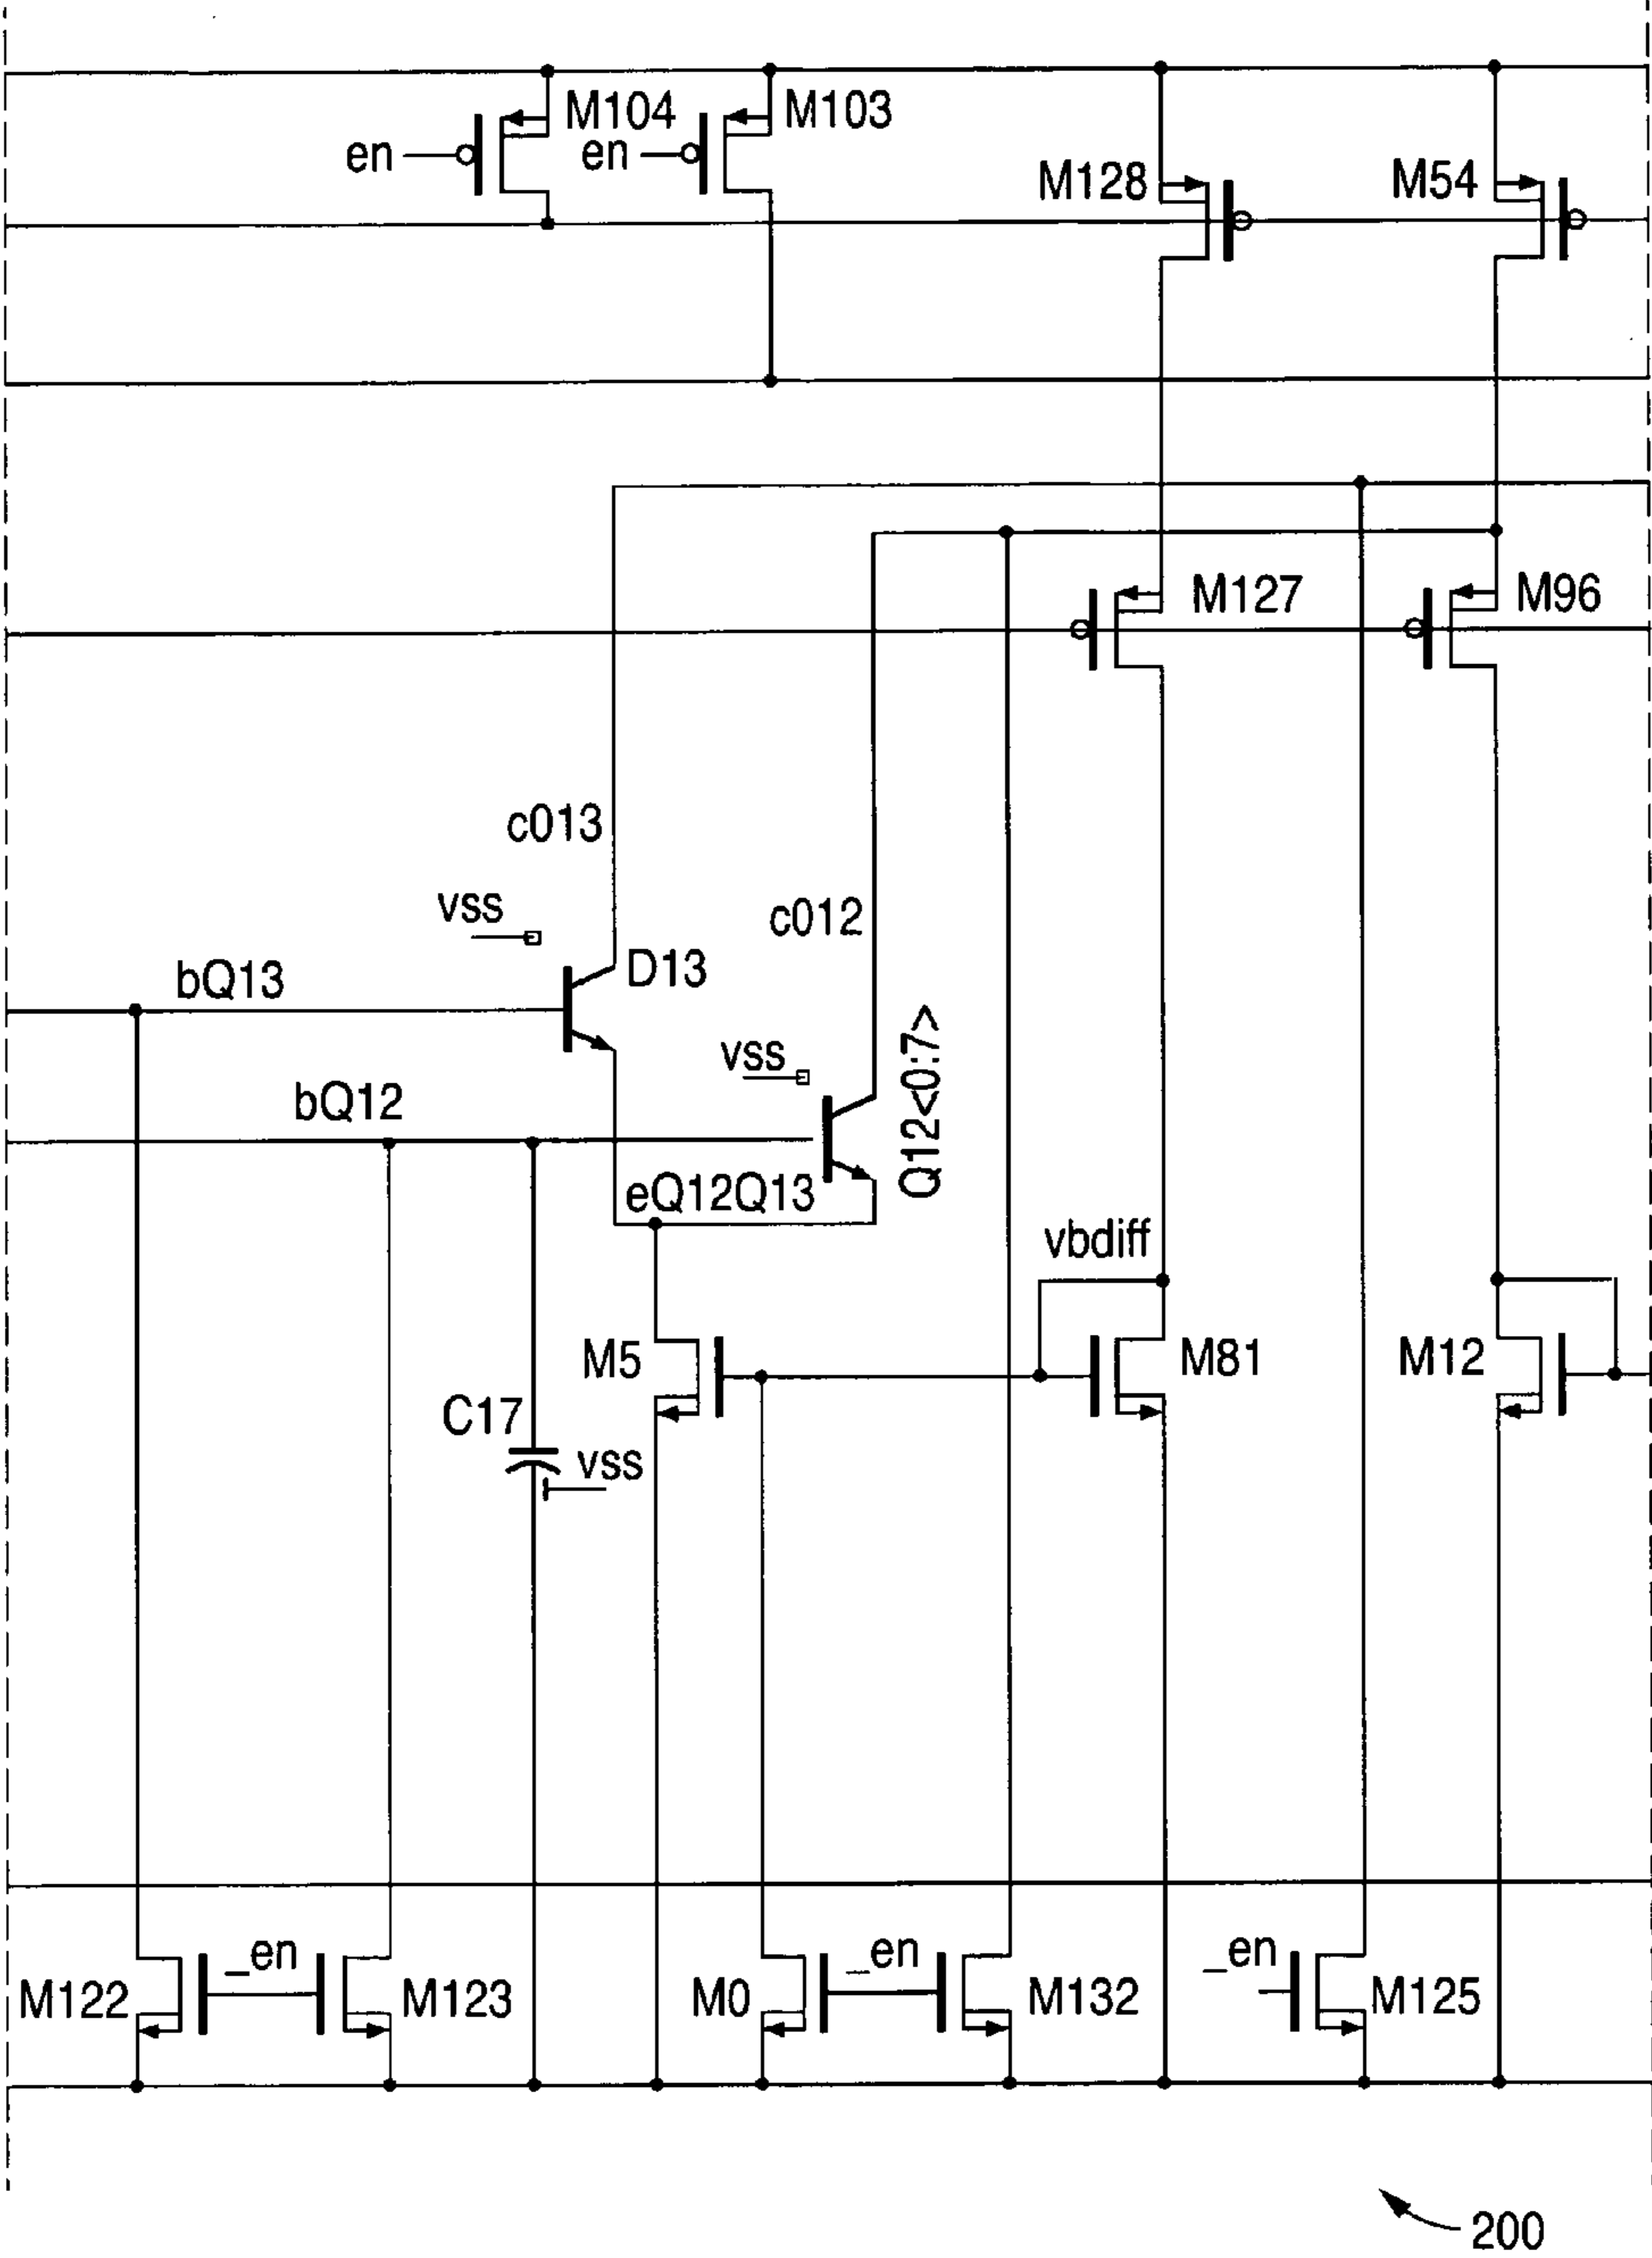 M104
M103
en
en
M128
M54
M127
M96
c013
vss
c012
D13
bQ13
vss
Q12<0:7>
bQ12
eQ12Q13
vbdiff
M5
M81
M12
C17
vss
_en
_en
_en
M122
M123
M0
M132
M125
200